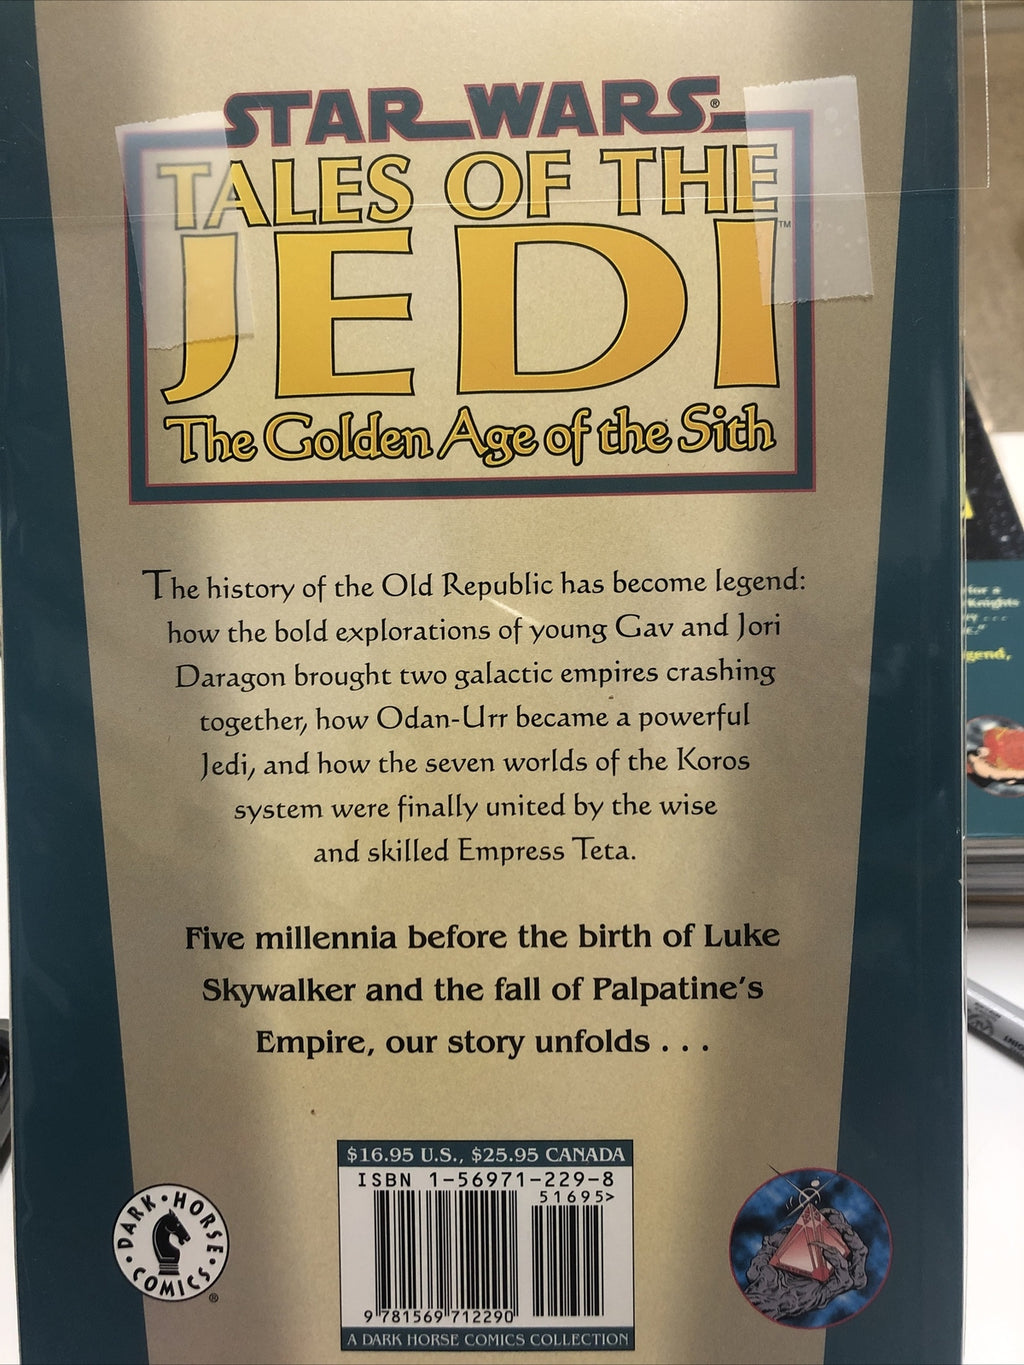 STAR WARS®
TALES OF THE
JEDI™
The Golden Age of the Sith
The history of the Old Republic has become legend:
how the bold explorations of young Gav and Jori
Daragon brought two galactic empires crashing
together, how Odan-Urr became a powerful
Jedi, and how the seven worlds of the Koros
system were finally united by the wise
and skilled Empress Teta.
Five millennia before the birth of Luke
Skywalker and the fall of Palpatine's
Empire, our story unfolds . . .
$16.95 U.S., $25.95 CANADA
ISBN 1-56971-229-8
51695>
9 781569 712290
A DARK HORSE COMICS COLLECTION
DARK · HORSE · COMICS ·®
for a
Knights
gend,